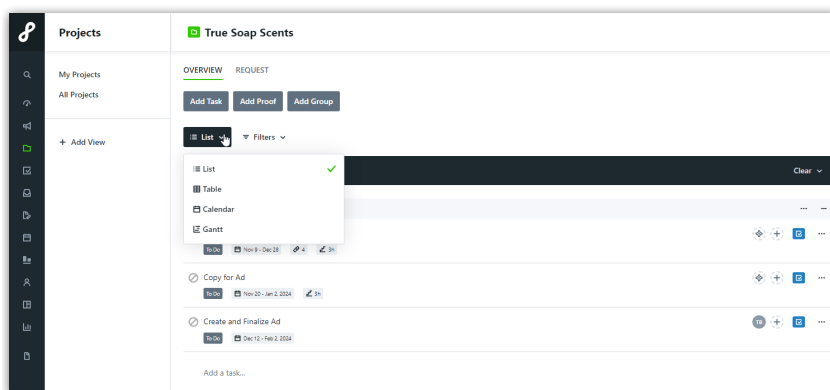 Projects
True Soap Scents
My Projects
All Projects
+ Add View
OVERVIEW REQUEST
Add Task Add Proof Add Group
List Filters
List
Table
Calendar
Gantt
Clear
To Do Nov 9 - Dec 28 4 3h
Copy for Ad
To Do Nov 20 - Jan 2, 2024 3h
Create and Finalize Ad
TB
To Do Dec 12 - Feb 2, 2024
Add a task...